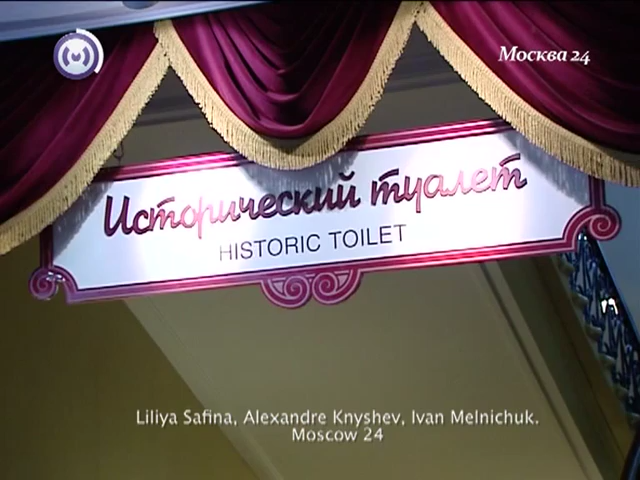 Москва 24
Исторический туалет
HISTORIC TOILET
Liliya Safina, Alexandre Knyshev, Ivan Melnichuk.
Moscow 24